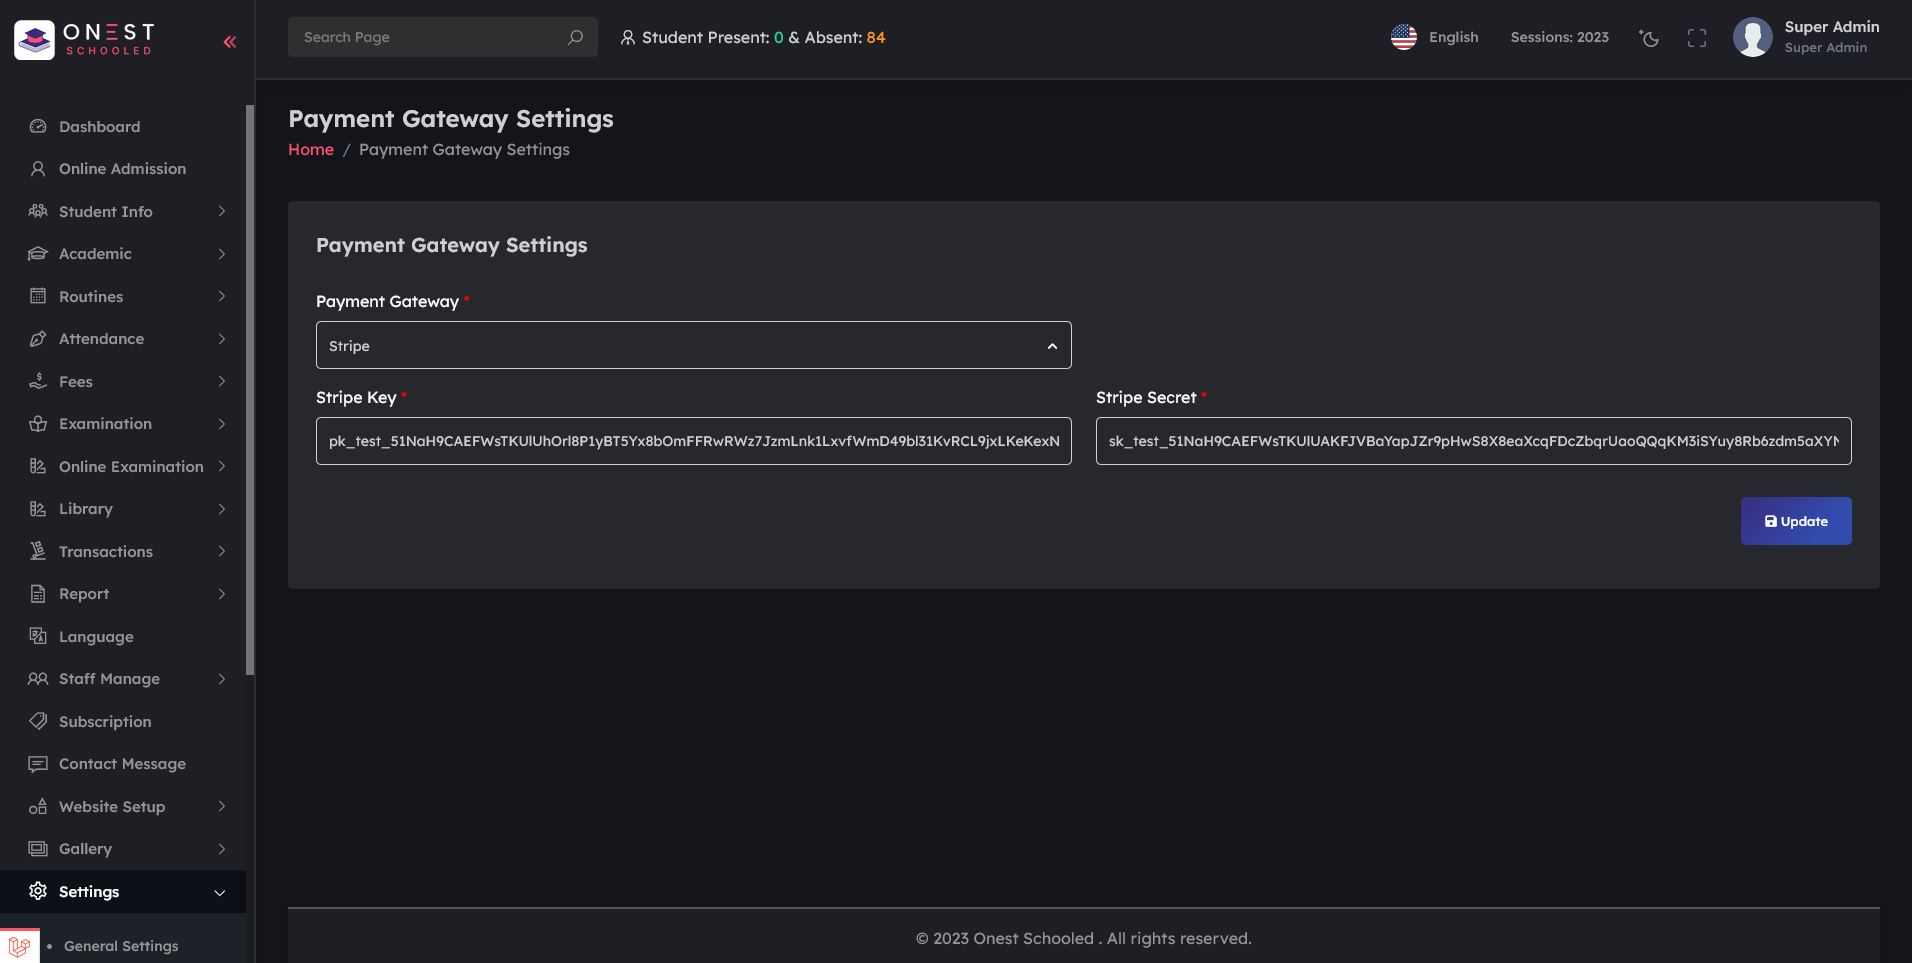 ONEST
SCHOOLED
Search Page
Student Present: 0 & Absent: 84
English
Sessions: 2023
Super Admin
Super Admin
Dashboard
Online Admission
Student Info
Academic
Routines
Attendance
Fees
Examination
Online Examination
Library
Transactions
Report
Language
Staff Manage
Subscription
Contact Message
Website Setup
Gallery
Settings
• General Settings
Payment Gateway Settings
Home / Payment Gateway Settings
Payment Gateway Settings
Payment Gateway *
Stripe
Stripe Key *
Stripe Secret *
Update
© 2023 Onest Schooled . All rights reserved.